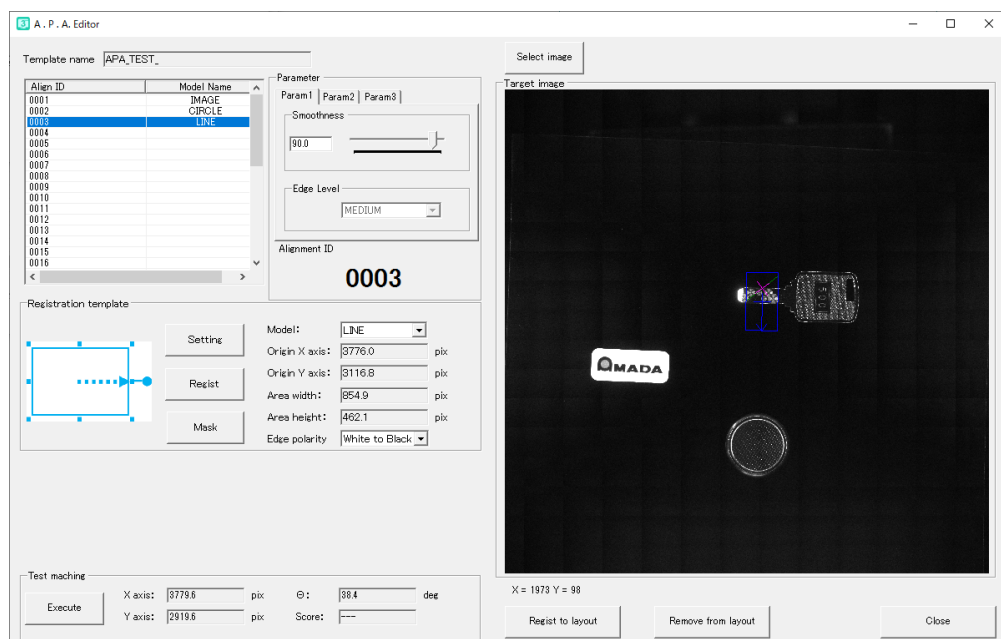 A . P . A. Editor
Template name APA_TEST_
Select image
Align ID Model Name
0001 IMAGE
0002 CIRCLE
0003 LINE
0004
0005
0006
0007
0008
0009
0010
0011
0012
0013
0014
0015
0016
Parameter
Param1 Param2 Param3
Smoothness
90.0
Edge Level
MEDIUM
Alignment ID
0003
Registration template
Setting
Regist
Mask
Model: LINE
Origin X axis: 3776.0 pix
Origin Y axis: 3116.8 pix
Area width: 854.9 pix
Area height: 462.1 pix
Edge polarity White to Black
Test maching
Execute
X axis: 3779.6 pix Θ: 38.4 deg
Y axis: 2919.6 pix Score: ---
Target image
AMADA
X = 1973 Y = 98
Regist to layout
Remove from layout
Close